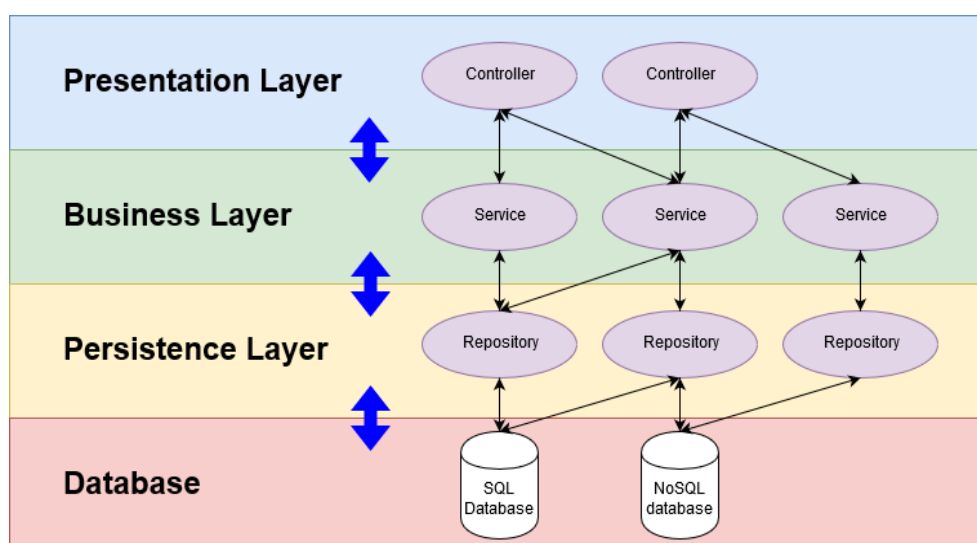 Presentation Layer
Controller
Controller
Business Layer
Service
Service
Service
Persistence Layer
Repository
Repository
Repository
Database
SQL
Database
NoSQL
database